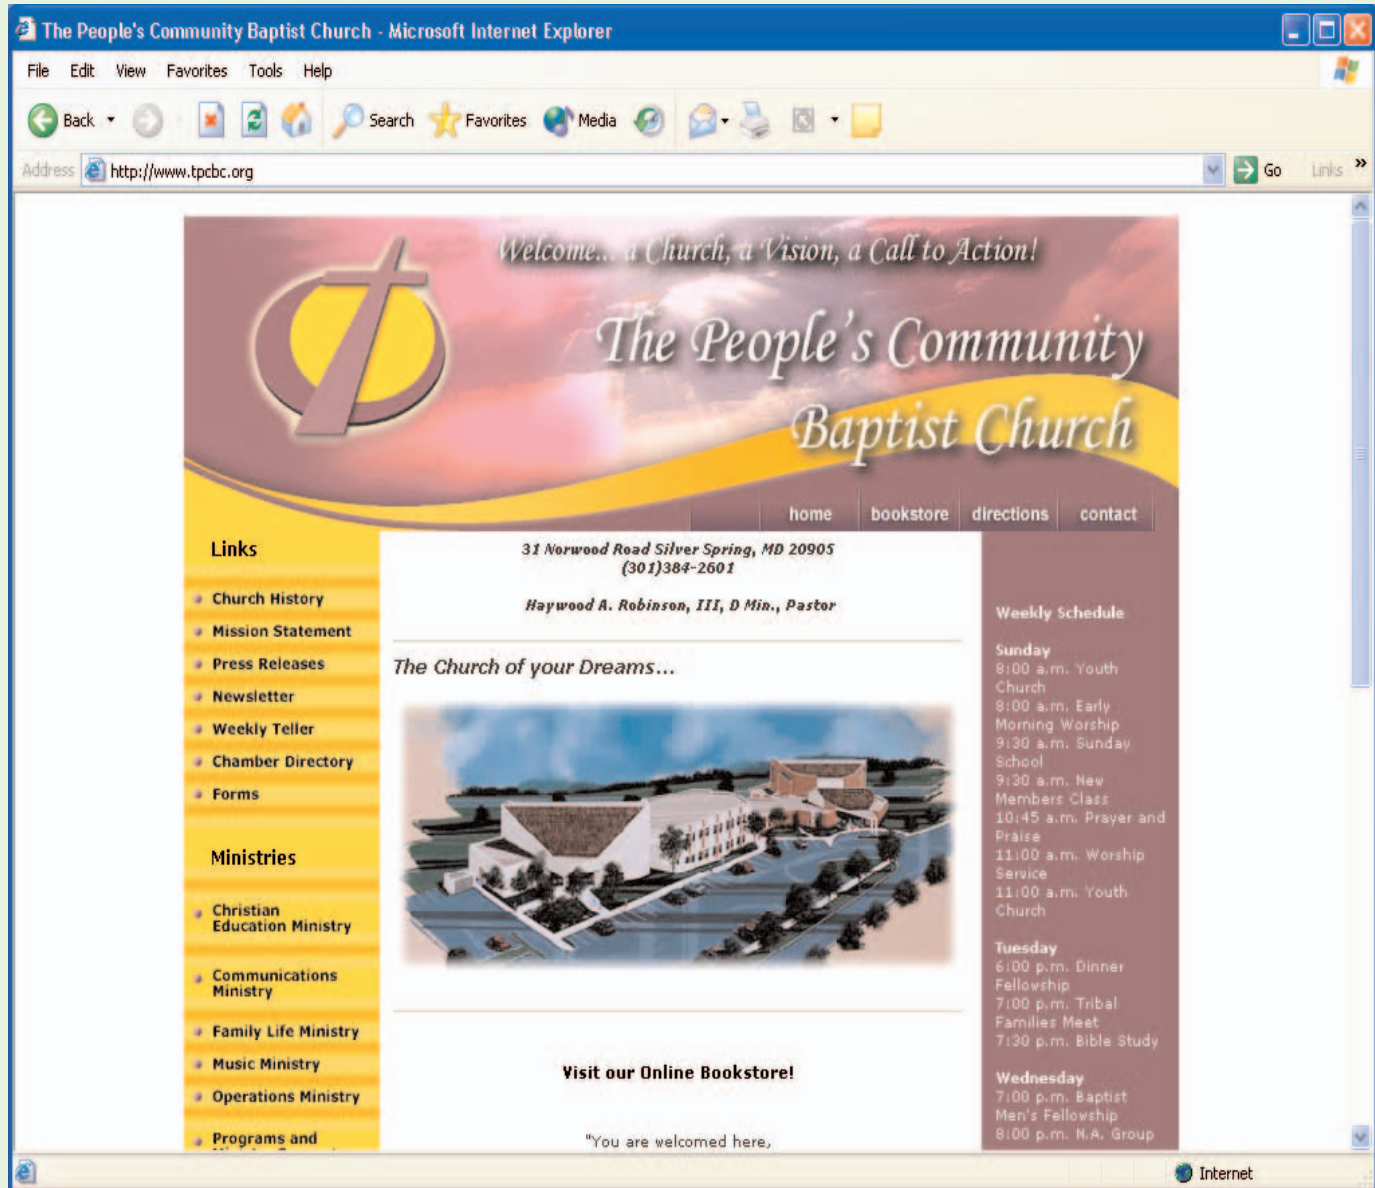 The People's Community Baptist Church - Microsoft Internet Explorer
File Edit View Favorites Tools Help
Back Search Favorites Media
Address http://www.tpcbc.org Go Links »
Welcome... a Church, a Vision, a Call to Action!
The People's Community
Baptist Church
home bookstore directions contact
Links
Church History
Mission Statement
Press Releases
Newsletter
Weekly Teller
Chamber Directory
Forms
Ministries
Christian
Education Ministry
Communications
Ministry
Family Life Ministry
Music Ministry
Operations Ministry
Programs and
31 Norwood Road Silver Spring, MD 20905
(301)384-2601
Haywood A. Robinson, III, D Min., Pastor
The Church of your Dreams...
Visit our Online Bookstore!
"You are welcomed here,
Weekly Schedule
Sunday
8:00 a.m. Youth
Church
8:00 a.m. Early
Morning Worship
9:30 a.m. Sunday
School
9:30 a.m. New
Members Class
10:45 a.m. Prayer and
Praise
11:00 a.m. Worship
Service
11:00 a.m. Youth
Church
Tuesday
6:00 p.m. Dinner
Fellowship
7:00 p.m. Tribal
Families Meet
7:30 p.m. Bible Study
Wednesday
7:00 p.m. Baptist
Men's Fellowship
8:00 p.m. N.A. Group
Internet